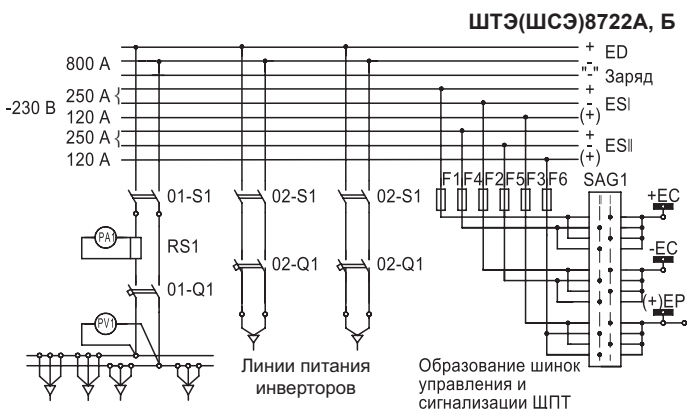 ШТЭ(ШСЭ)8722А, Б
+ ED
800 А
-
"-" Заряд
250 А {
+
-230 В
- ESI
120 А
(+)
250 А {
+
- ESII
120 А
(+)
F1 F4 F2 F5 F3 F6 SAG1
01-S1 02-S1 02-S1
+EC
PA1
RS1
-EC
01-Q1 02-Q1 02-Q1
(+)EP
PV1
Линии питания
инверторов
Образование шинок
управления и
сигнализации ЩПТ